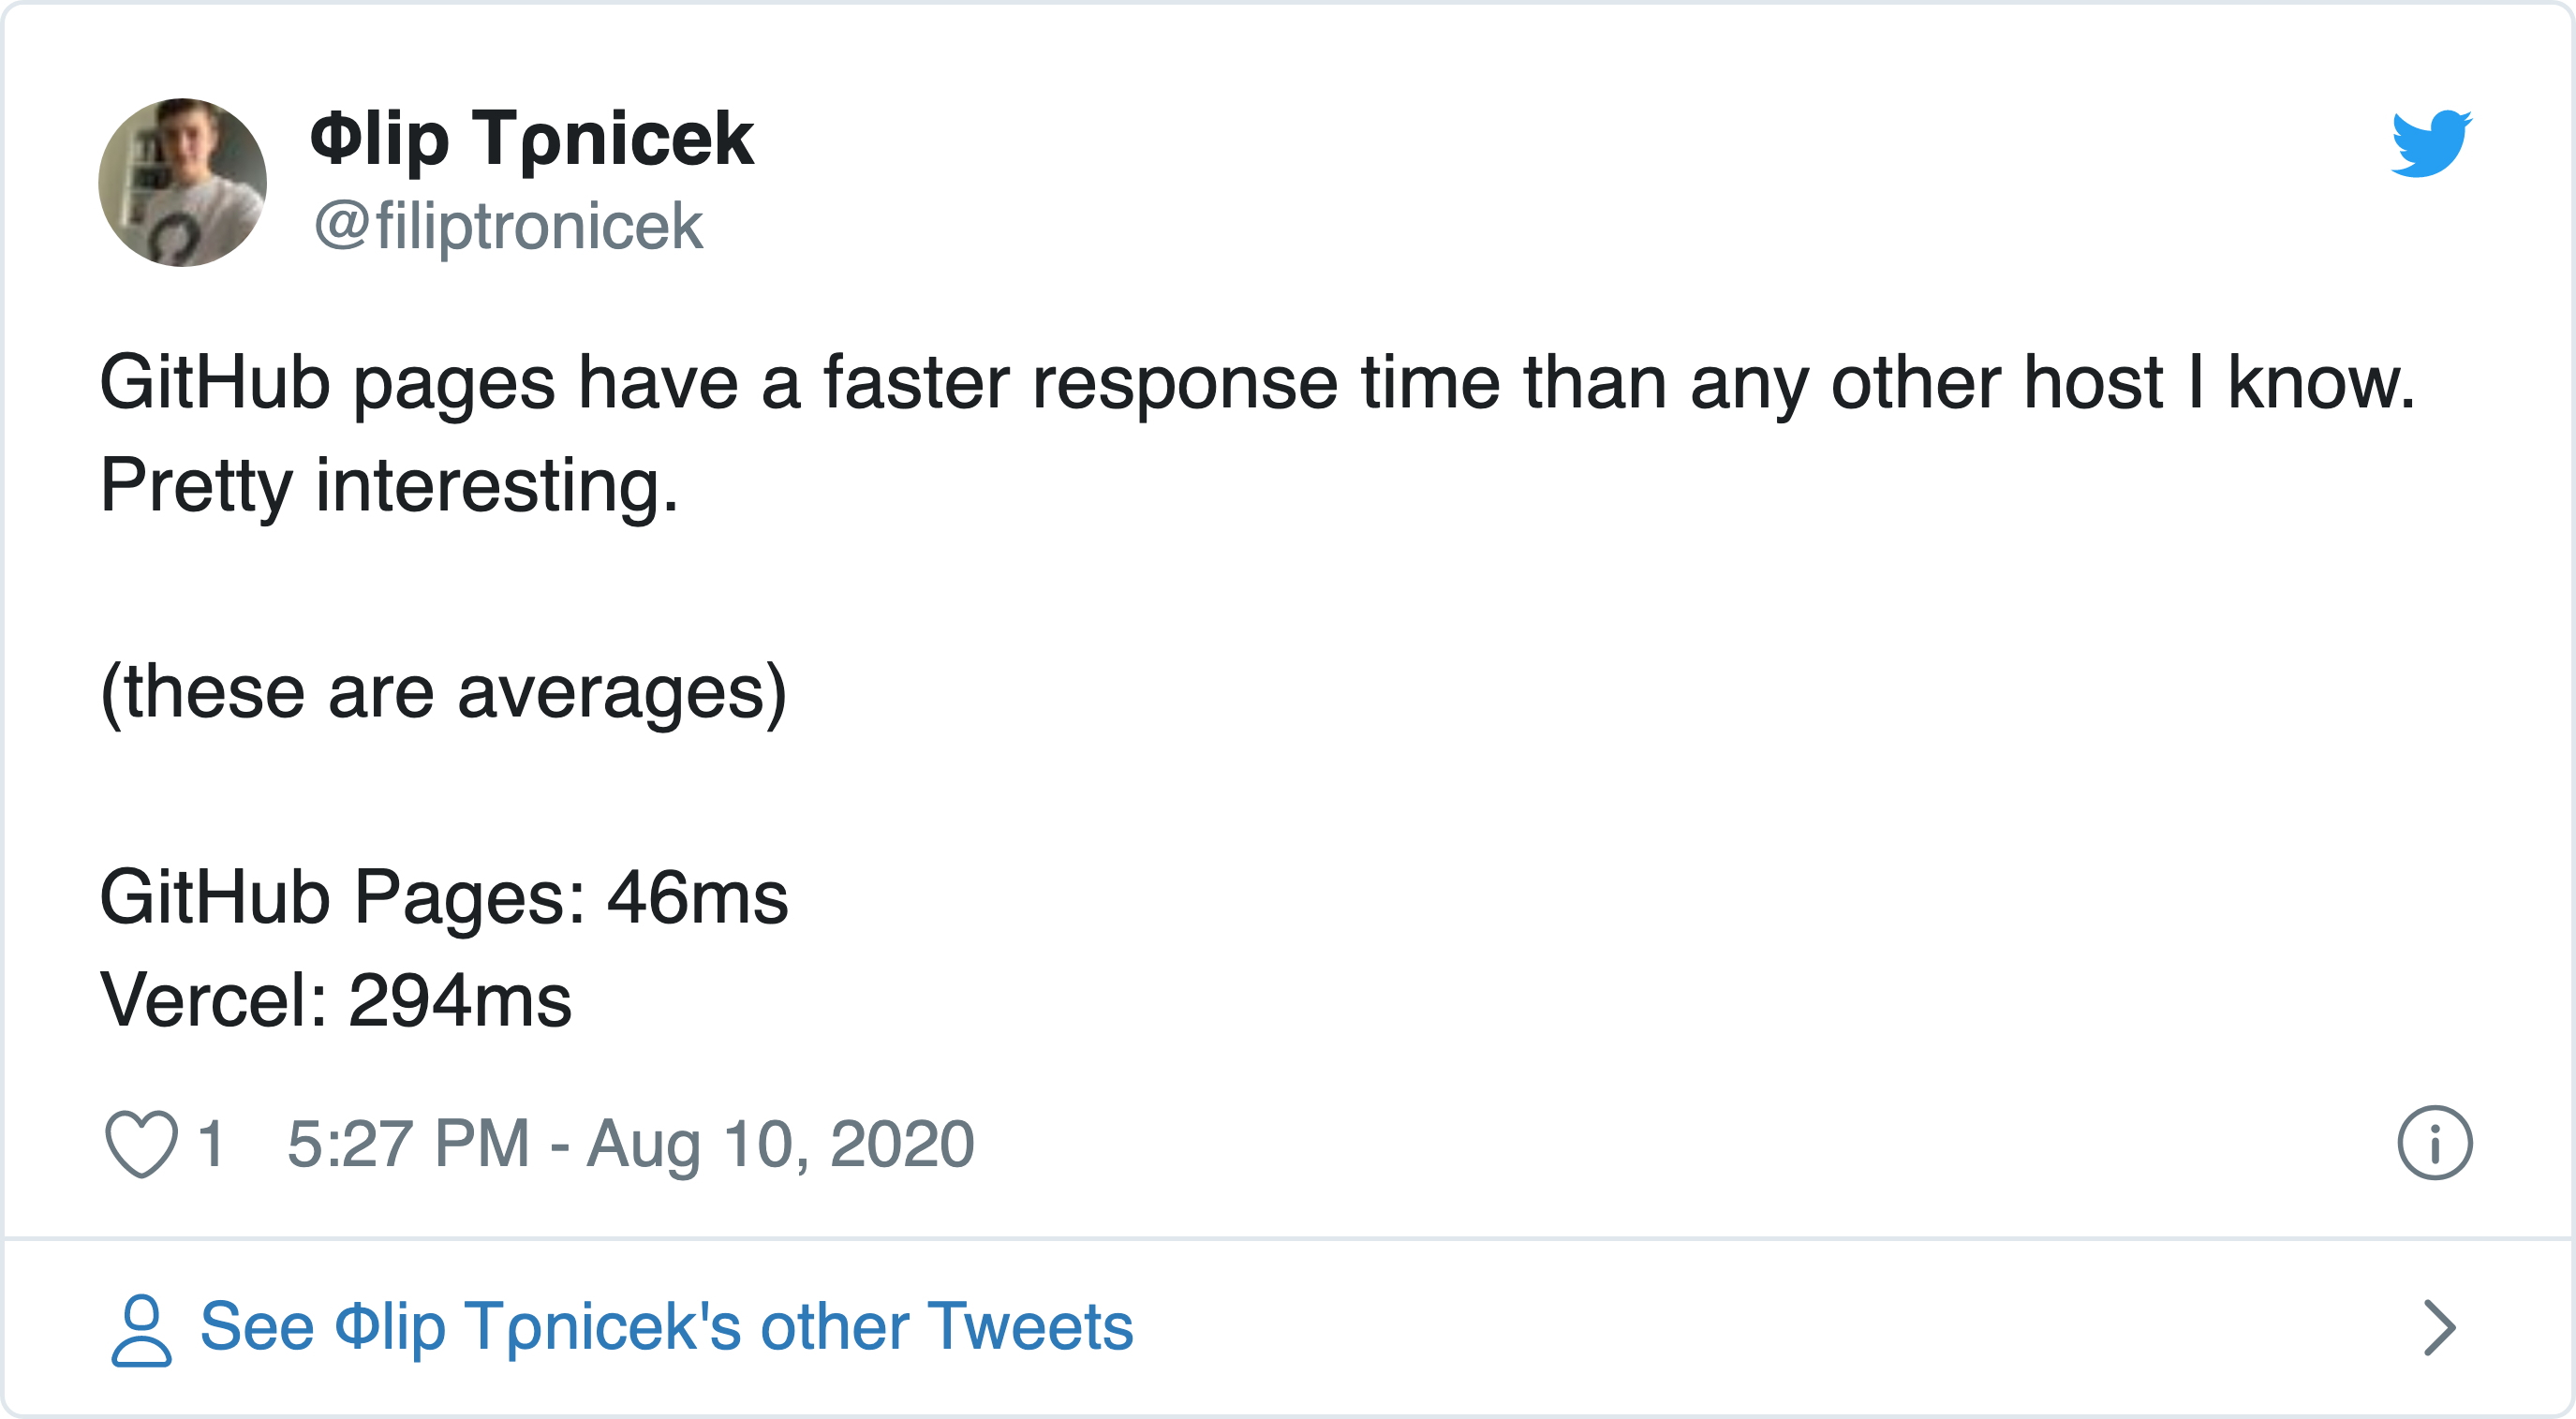 Φlip Tρnicek
@filiptronicek
GitHub pages have a faster response time than any other host I know.
Pretty interesting.
(these are averages)
GitHub Pages: 46ms
Vercel: 294ms
1 5:27 PM - Aug 10, 2020
See Φlip Tρnicek's other Tweets